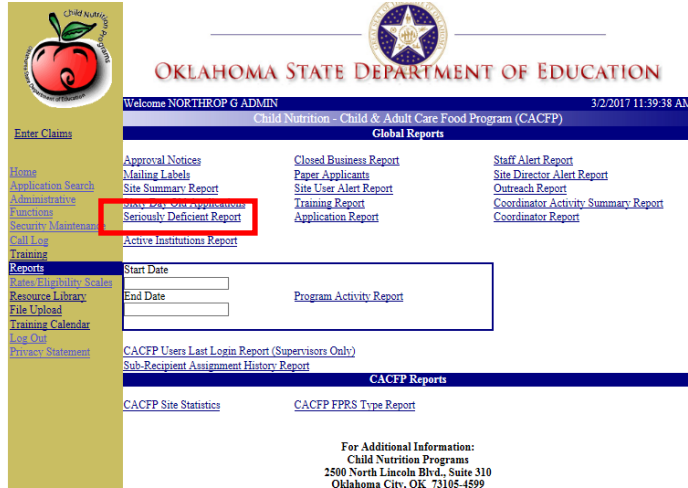 Child Nutrition Programs
OKLAHOMA STATE DEPARTMENT OF EDUCATION
Welcome NORTHROP G ADMIN 3/2/2017 11:39:38 AM
Child Nutrition - Child & Adult Care Food Program (CACFP)
Enter Claims
Global Reports
Approval Notices Closed Business Report Staff Alert Report
Mailing Labels Paper Applicants Site Director Alert Report
Site Summary Report Site User Alert Report Outreach Report
Sixty Day Old Applications Training Report Coordinator Activity Summary Report
Seriously Deficient Report Application Report Coordinator Report
Active Institutions Report
Home
Application Search
Administrative
Functions
Security Maintenance
Call Log
Training
Reports
Rates/Eligibility Scales
Resource Library
File Upload
Training Calendar
Log Out
Privacy Statement
Start Date
End Date Program Activity Report
CACFP Users Last Login Report (Supervisors Only)
Sub-Recipient Assignment History Report
CACFP Reports
CACFP Site Statistics CACFP FPRS Type Report
For Additional Information:
Child Nutrition Programs
2500 North Lincoln Blvd., Suite 310
Oklahoma City, OK 73105-4599